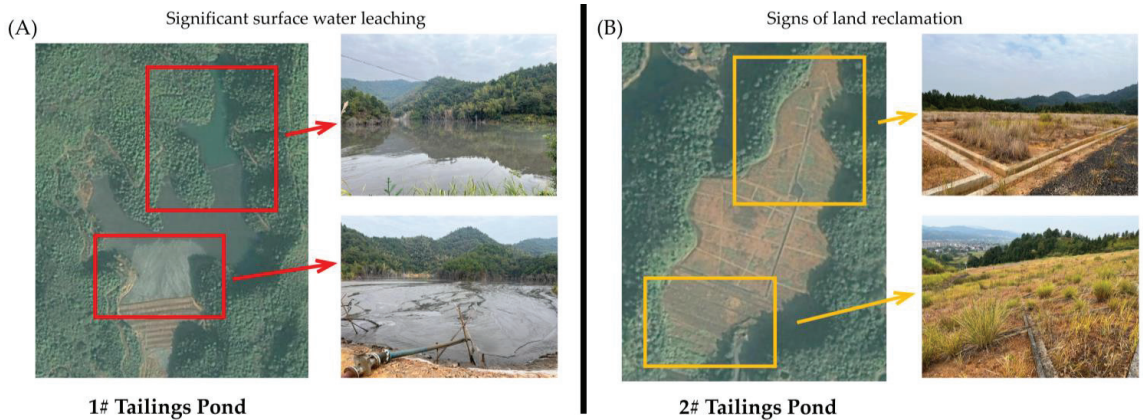 Significant surface water leaching
Signs of land reclamation
(A)
(B)
1# Tailings Pond
2# Tailings Pond